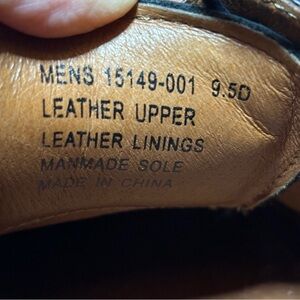 MENS 15149-001 9.5D
LEATHER UPPER
LEATHER LININGS
MANMADE SOLE
MADE IN CHINA